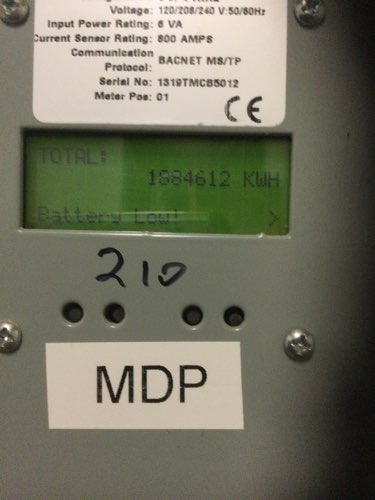 Voltage: 120/208/240 V:50/60Hz
Input Power Rating: 6 VA
Current Sensor Rating: 800 AMPS
Communication
Protocol: BACNET MS/TP
Serial No: 1319TMCB5012
Meter Pos: 01
CE
TOTAL:
1884612 KWH
Battery Low! >
210
MDP